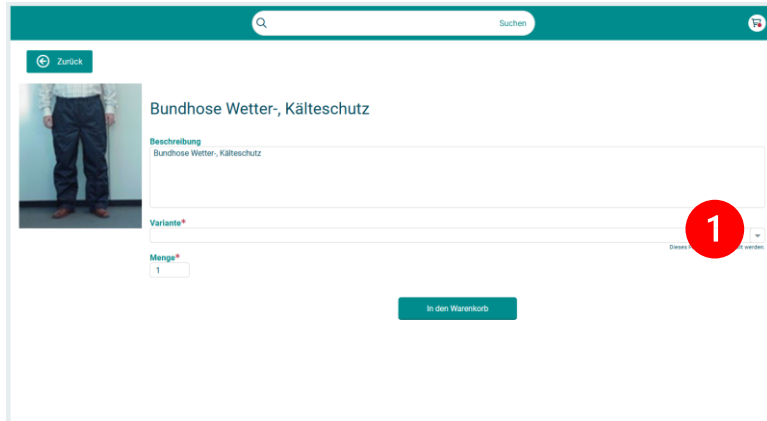 Suchen
Zurück
Bundhose Wetter-, Kälteschutz
Beschreibung
Bundhose Wetter-, Kälteschutz
Variante*
1
Dieses werden.
Menge*
1
In den Warenkorb